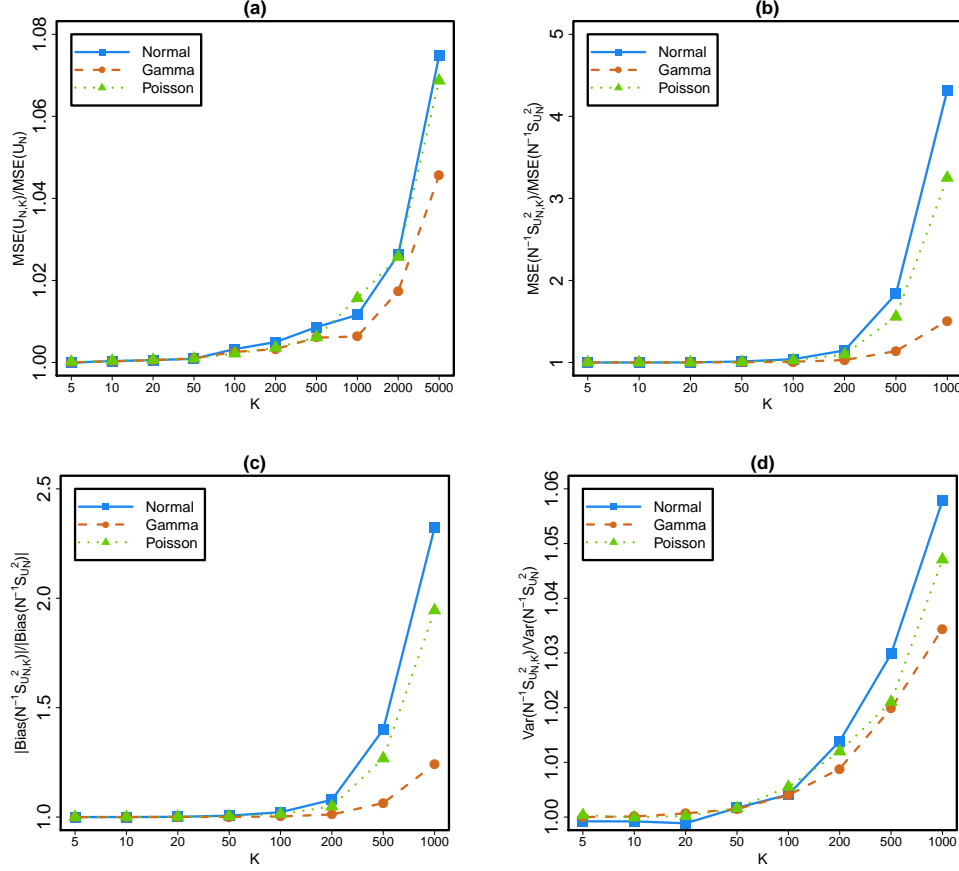 (a)
MSE(U_{N,K})/MSE(U_N)
1.00 1.02 1.04 1.06 1.08
Normal
Gamma
Poisson
5 10 20 50 100 200 500 1000 2000 5000
K
(b)
MSE(N^{-1}S^2_{U_{N,K}})/MSE(N^{-1}S^2_{U_N})
1 2 3 4 5
Normal
Gamma
Poisson
5 10 20 50 100 200 500 1000
K
(c)
|Bias(N^{-1}S^2_{U_{N,K}})|/|Bias(N^{-1}S^2_{U_N})|
1.0 1.5 2.0 2.5
Normal
Gamma
Poisson
5 10 20 50 100 200 500 1000
K
(d)
Var(N^{-1}S^2_{U_{N,K}})/Var(N^{-1}S^2_{U_N})
1.00 1.01 1.02 1.03 1.04 1.05 1.06
Normal
Gamma
Poisson
5 10 20 50 100 200 500 1000
K